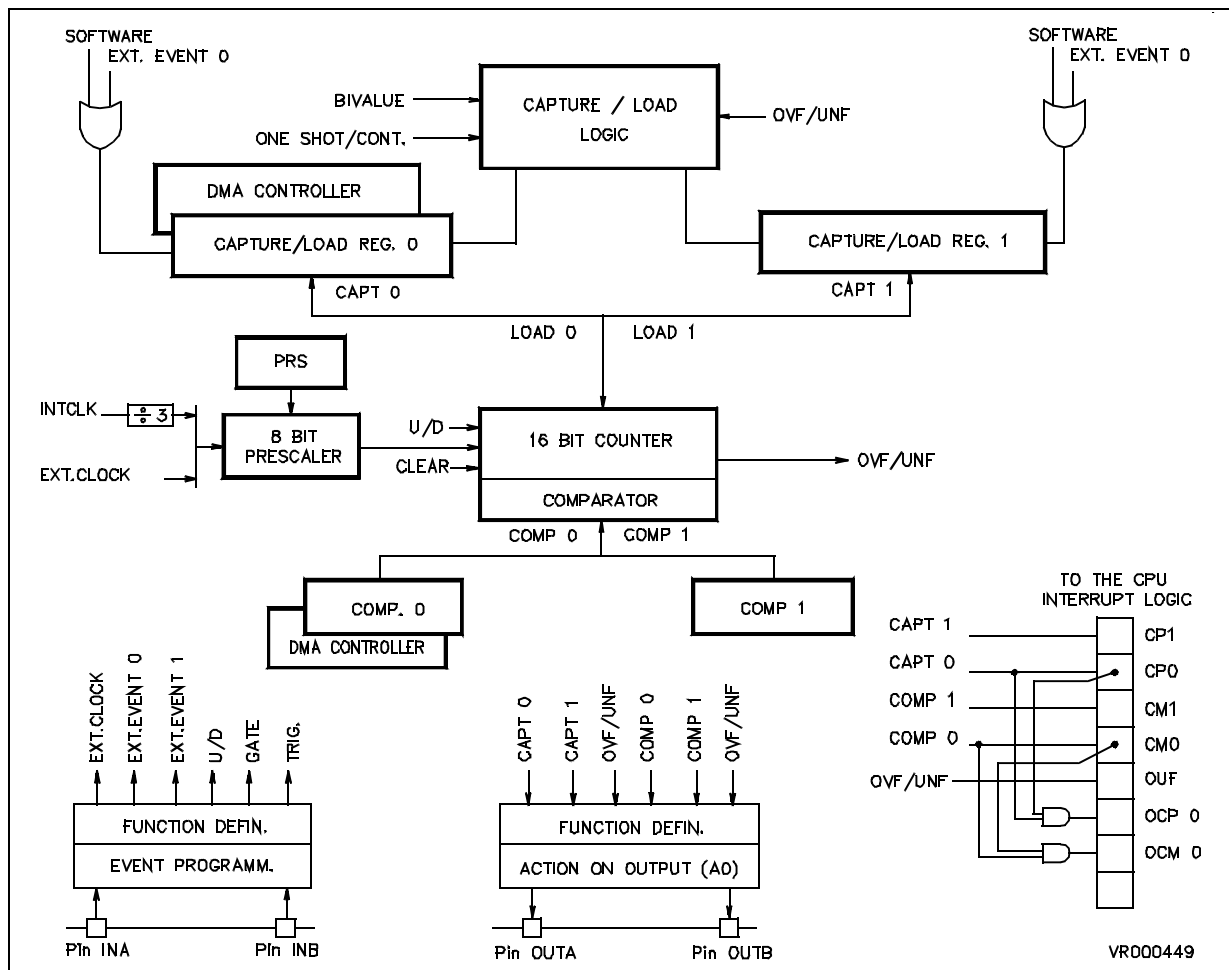 SOFTWARE
EXT. EVENT 0
SOFTWARE
EXT. EVENT 0
BIVALUE
ONE SHOT/CONT.
CAPTURE / LOAD
LOGIC
OVF/UNF
DMA CONTROLLER
CAPTURE/LOAD REG. 0
CAPTURE/LOAD REG. 1
CAPT 0
CAPT 1
LOAD 0
LOAD 1
PRS
INTCLK
÷ 3
8 BIT
PRESCALER
EXT.CLOCK
U/D
CLEAR
16 BIT COUNTER
COMPARATOR
OVF/UNF
COMP 0
COMP 1
COMP. 0
DMA CONTROLLER
COMP 1
TO THE CPU
INTERRUPT LOGIC
CAPT 1
CP1
CAPT 0
CP0
COMP 1
CM1
COMP 0
CM0
OVF/UNF
OUF
OCP 0
OCM 0
EXT.CLOCK
EXT.EVENT 0
EXT.EVENT 1
U/D
GATE
TRIG.
FUNCTION DEFIN.
EVENT PROGRAMM.
Pin INA
Pin INB
CAPT 0
CAPT 1
OVF/UNF
COMP 0
COMP 1
OVF/UNF
FUNCTION DEFIN.
ACTION ON OUTPUT (AO)
Pin OUTA
Pin OUTB
VR000449